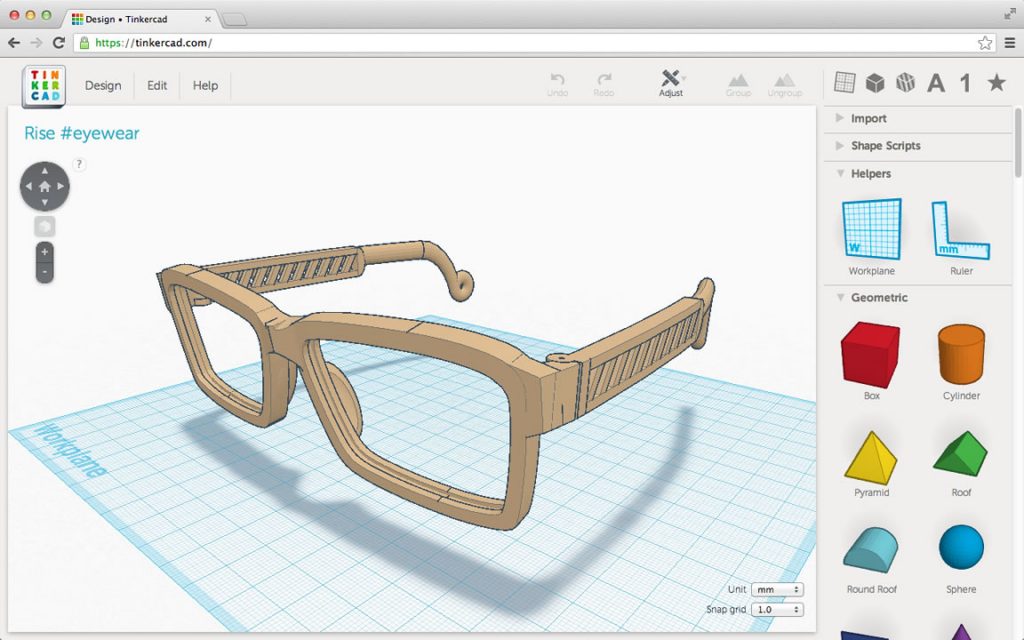 Design • Tinkercad
https://tinkercad.com/
TIN
KER
CAD
Design
Edit
Help
Undo
Redo
Adjust
Group
Ungroup
A
1
Rise #eyewear
?
+
-
Import
Shape Scripts
Helpers
W
mm
Workplane
Ruler
Geometric
Box
Cylinder
Pyramid
Roof
Round Roof
Sphere
Workplane
Unit mm
Snap grid 1.0